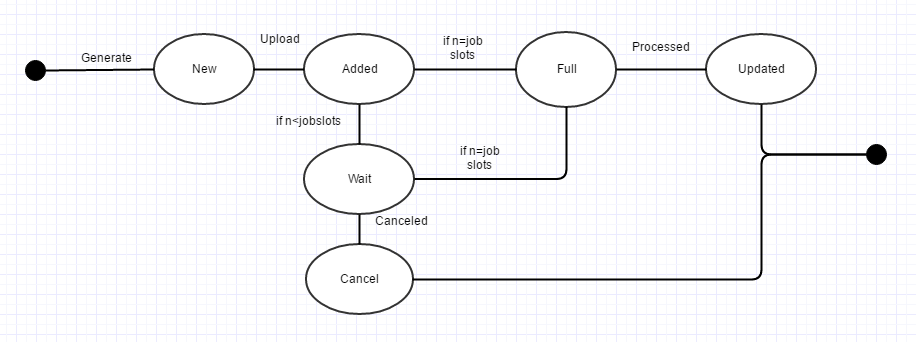 Generate
New
Upload
Added
if n=job
slots
Full
Processed
Updated
if n<jobslots
Wait
if n=job
slots
Canceled
Cancel